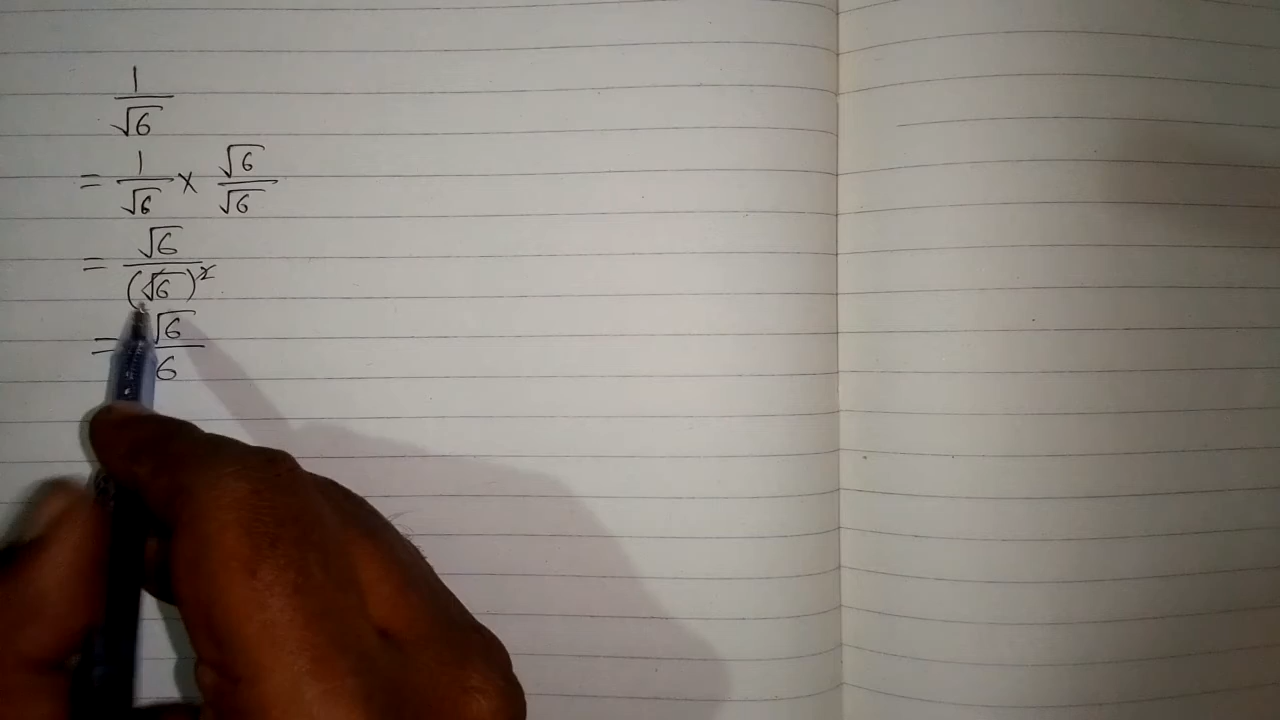 1/√6
= 1/√6 × √6/√6
= √6/(√6)²
= √6/6